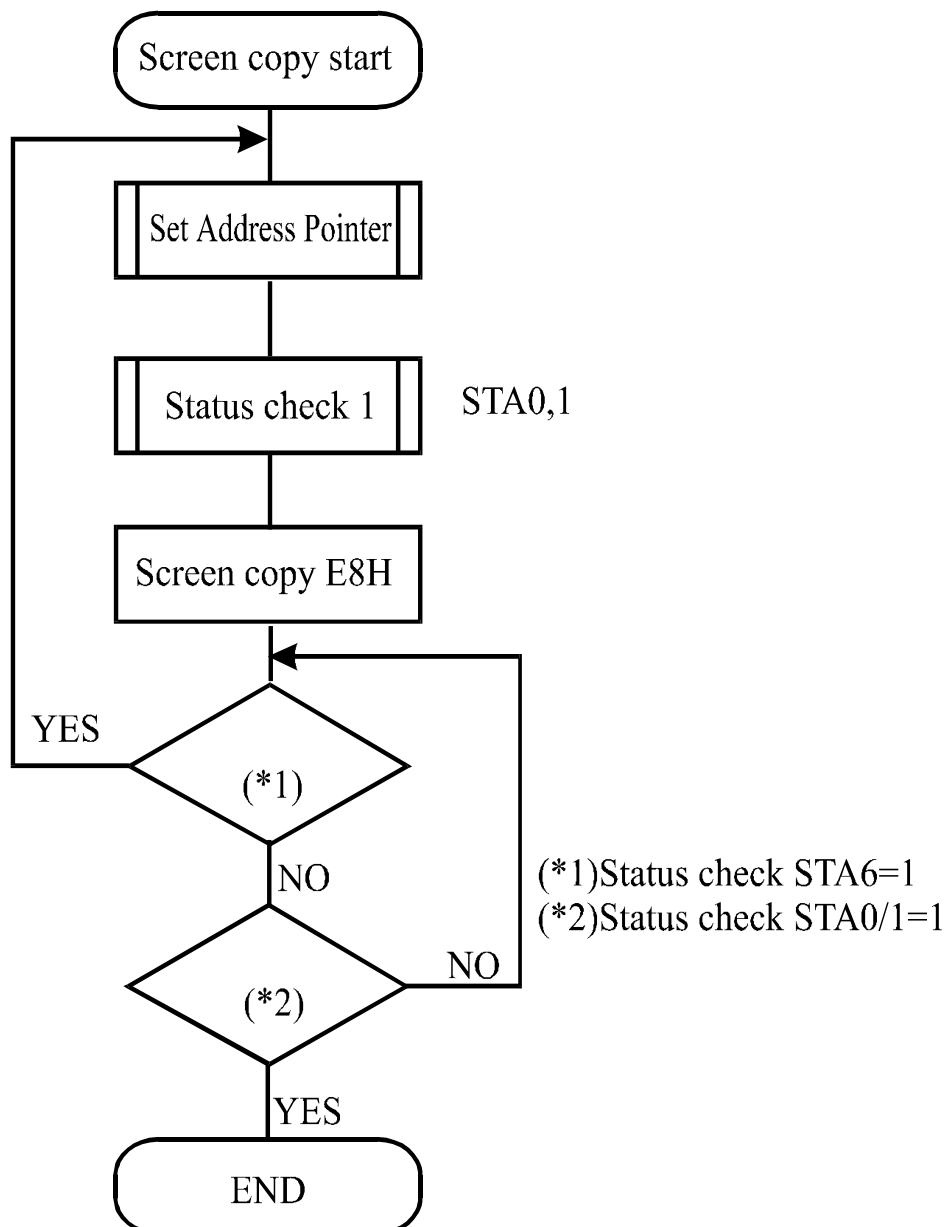 Screen copy start
Set Address Pointer
Status check 1
STA0,1
Screen copy E8H
YES
(*1)
NO
(*1)Status check STA6=1
(*2)Status check STA0/1=1
NO
(*2)
YES
END